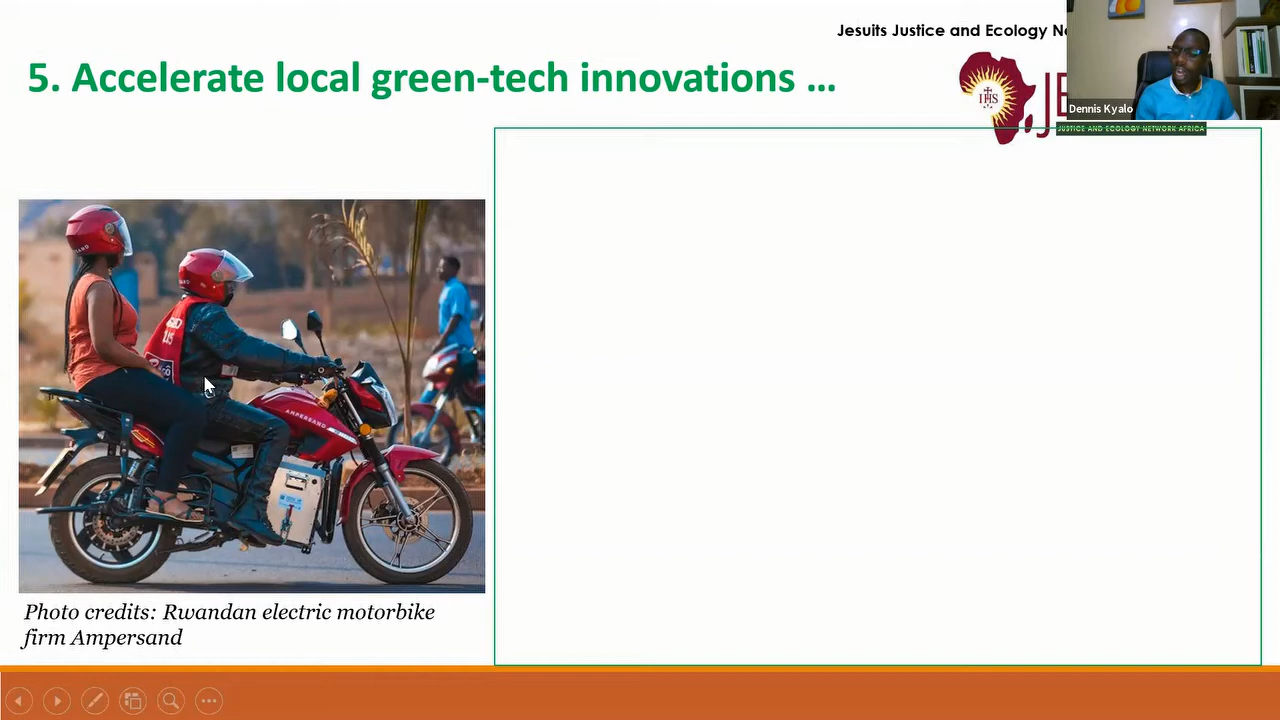 Jesuits Justice and Ecology
5. Accelerate local green-tech innovations ...
IHS
Dennis Kyalo
JUSTICE AND ECOLOGY NETWORK AFRICA
AMPERSAND
Photo credits: Rwandan electric motorbike
firm Ampersand